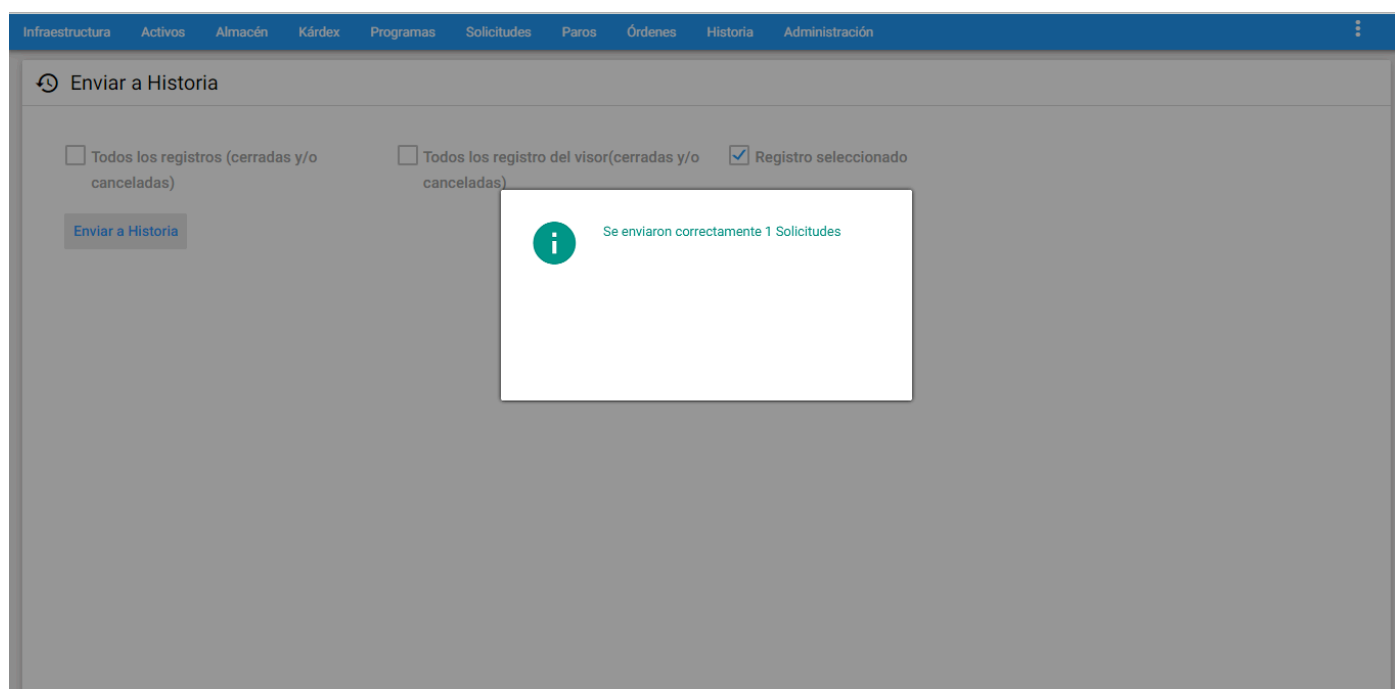 Infraestructura Activos Almacén Kárdex Programas Solicitudes Paros Órdenes Historia Administración
Enviar a Historia
Todos los registros (cerradas y/o
canceladas)
Todos los registro del visor(cerradas y/o
canceladas)
Registro seleccionado
Enviar a Historia
Se enviaron correctamente 1 Solicitudes